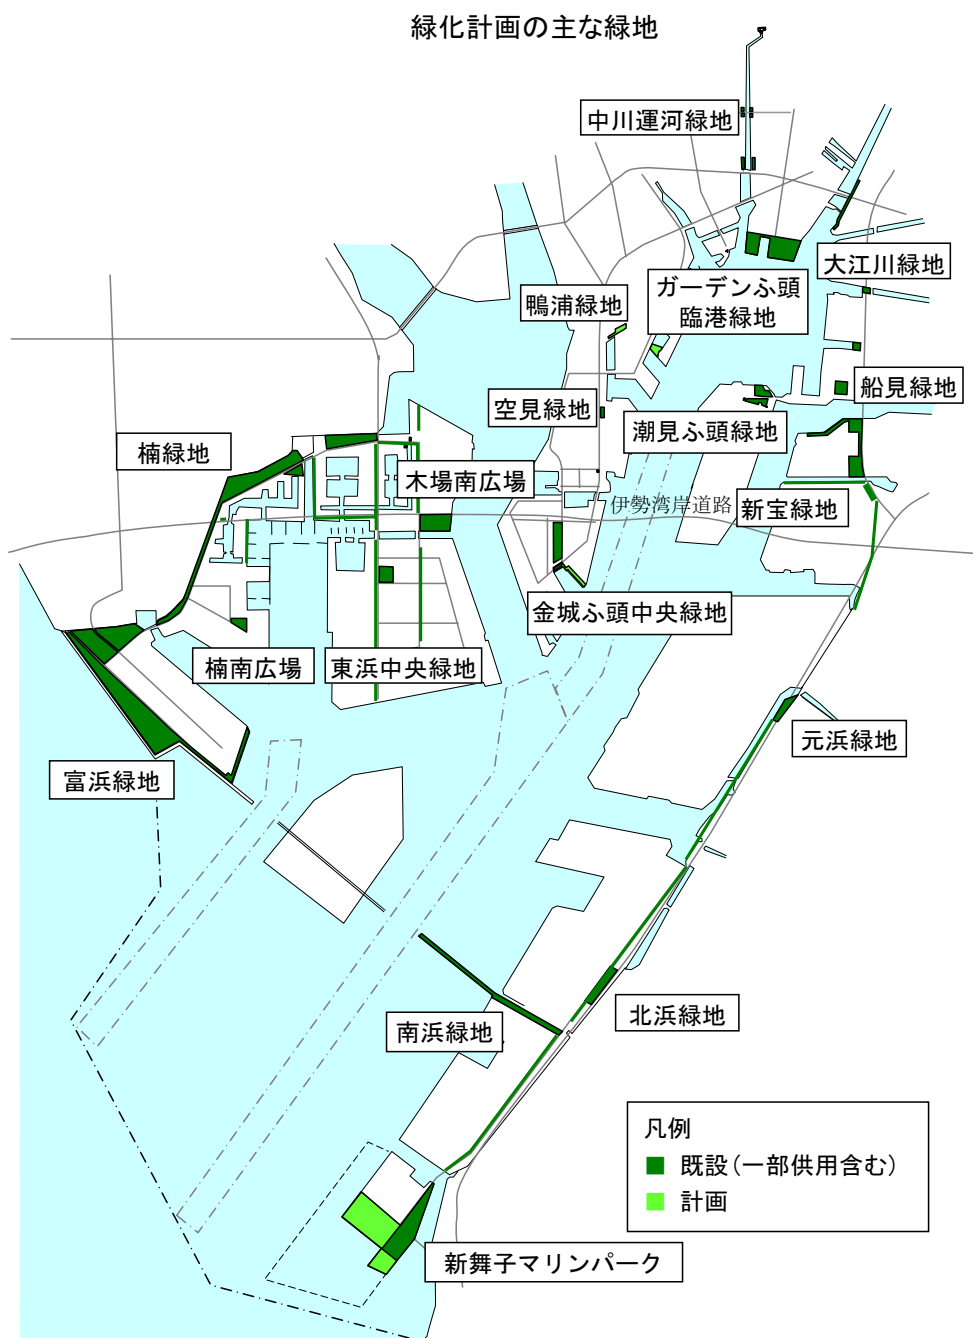 緑化計画の主な緑地
中川運河緑地
大江川緑地
ガーデンふ頭
臨港緑地
鴨浦緑地
船見緑地
空見緑地
潮見ふ頭緑地
楠緑地
木場南広場
伊勢湾岸道路
新宝緑地
金城ふ頭中央緑地
楠南広場
東浜中央緑地
元浜緑地
富浜緑地
北浜緑地
南浜緑地
凡例
既設（一部供用含む）
計画
新舞子マリンパーク